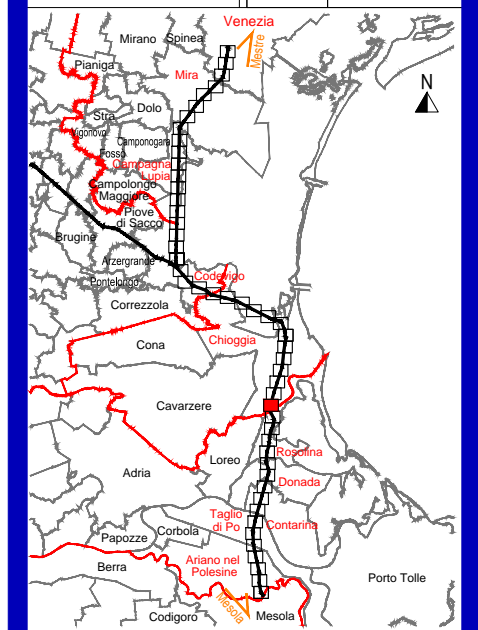 Venezia
Mirano
Spinea
Mestre
Pianiga
Mira
N
Dolo
Stra
Vigonovo
Camponogara
Fosso
Campagna
Lupia
Campolongo
Maggiore
Piove
di Sacco
Brugine
Arzergrande
Codevigo
Pontelongo
Correzzola
Chioggia
Cona
Cavarzere
Rosolina
Loreo
Adria
Donada
Taglio
di Po
Contarina
Corbola
Papozze
Ariano nel
Polesine
Berra
Porto Tolle
Mesola
Mesola
Codigoro